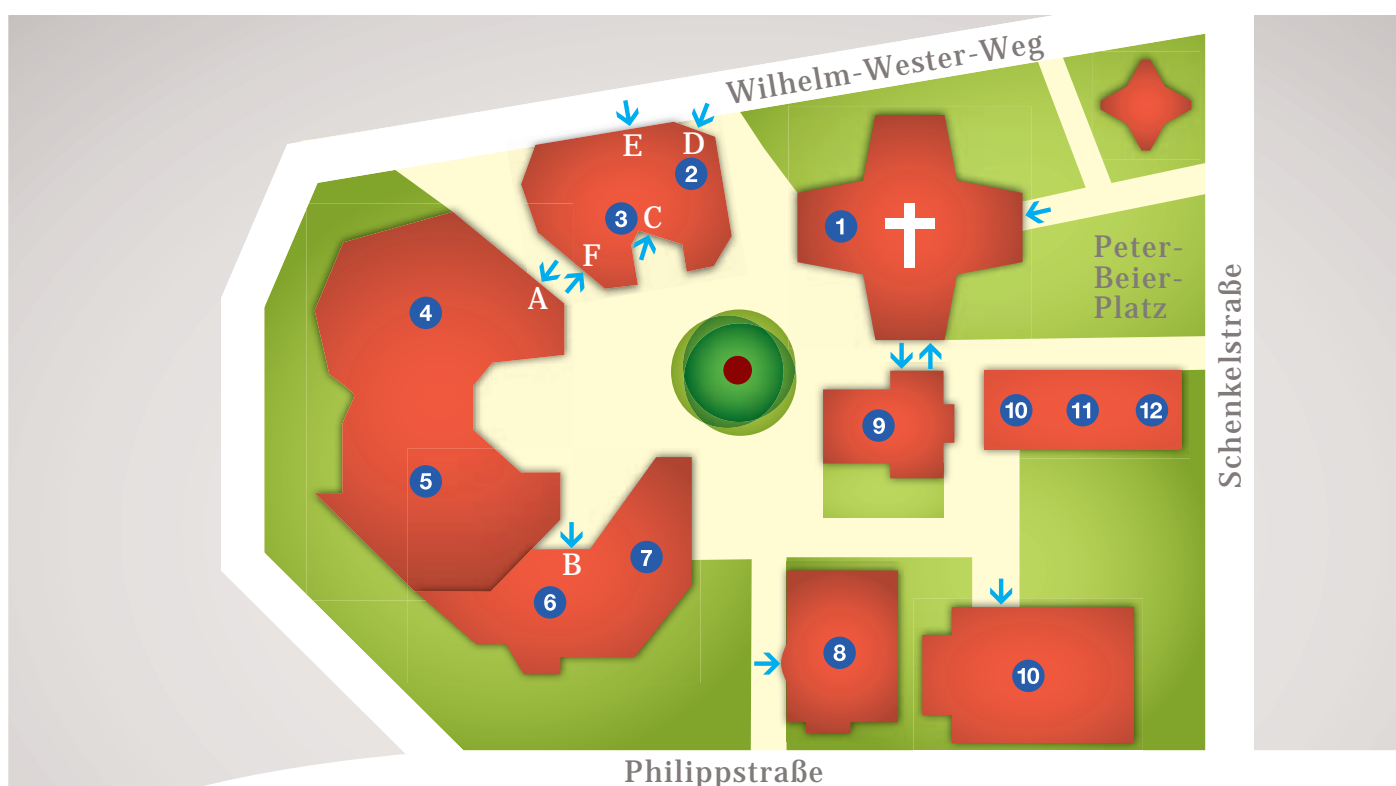 Wilhelm-Wester-Weg
E
D
2
3
C
1
F
A
Peter-
Beier-
Platz
4
Schenkelstraße
10
11
12
9
5
B
7
6
8
10
Philippstraße